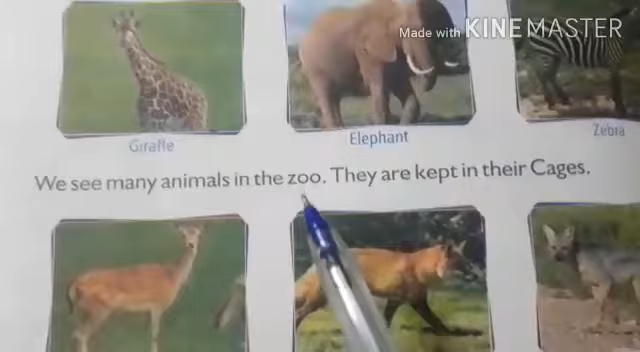 Made with KINEMASTER
Giraffe
Elephant
Zebra
We see many animals in the zoo. They are kept in their Cages.